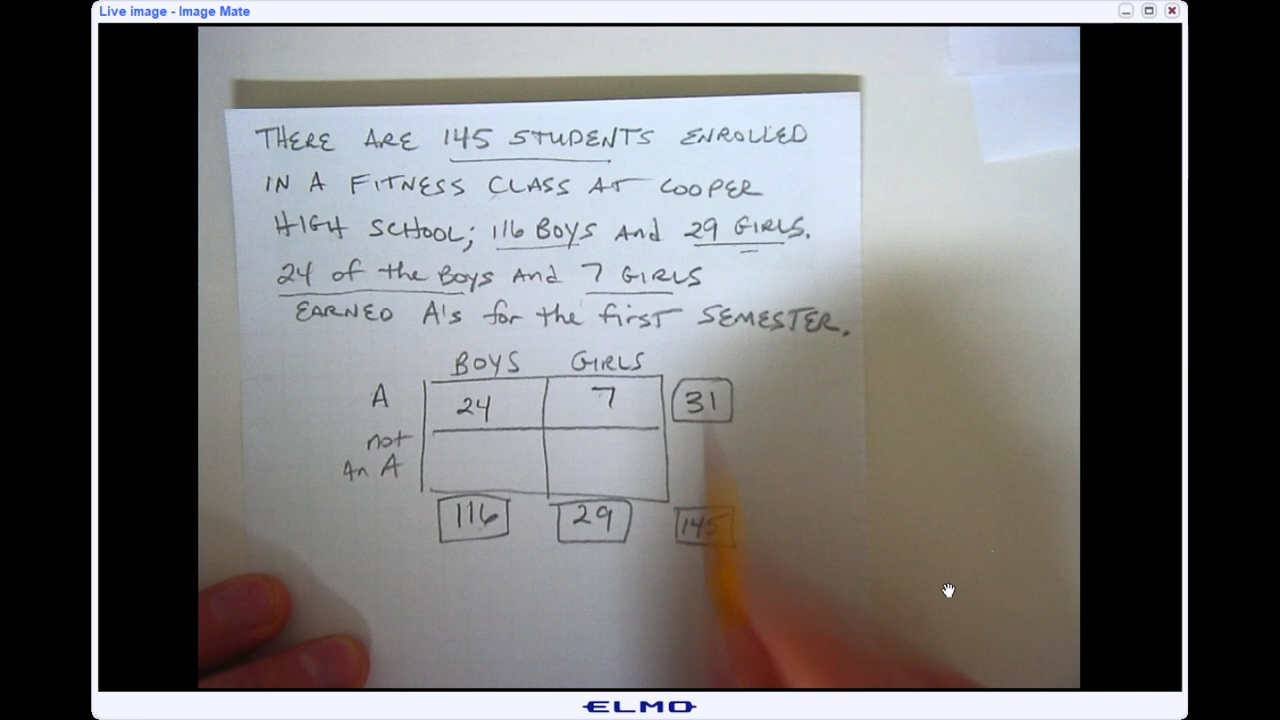 Live image - Image Mate
THERE ARE 145 STUDENTS ENROLLED
IN A FITNESS CLASS AT COOPER
HIGH SCHOOL; 116 BOYS And 29 GIRLS.
24 of the Boys And 7 GIRLS
EARNED A's for the first SEMESTER.
BOYS GIRLS
A 24 7 31
not
An A
116 29 145
ELMO